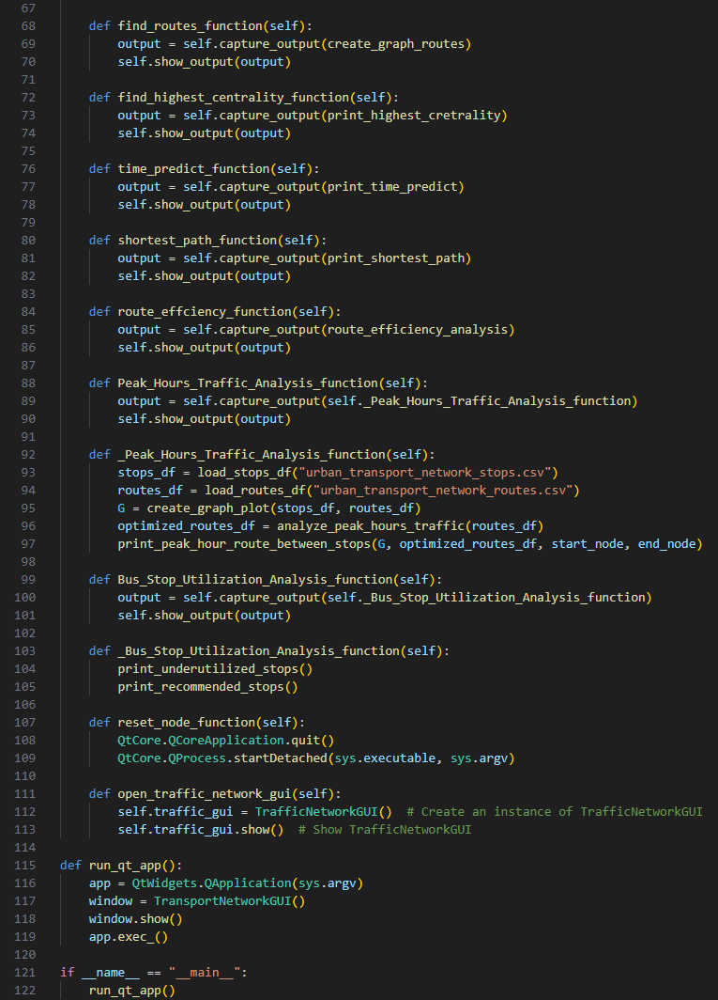 67
68     def find_routes_function(self):
69         output = self.capture_output(create_graph_routes)
70         self.show_output(output)
71
72     def find_highest_centrality_function(self):
73         output = self.capture_output(print_highest_cretrality)
74         self.show_output(output)
75
76     def time_predict_function(self):
77         output = self.capture_output(print_time_predict)
78         self.show_output(output)
79
80     def shortest_path_function(self):
81         output = self.capture_output(print_shortest_path)
82         self.show_output(output)
83
84     def route_effciency_function(self):
85         output = self.capture_output(route_efficiency_analysis)
86         self.show_output(output)
87
88     def Peak_Hours_Traffic_Analysis_function(self):
89         output = self.capture_output(self._Peak_Hours_Traffic_Analysis_function)
90         self.show_output(output)
91
92     def _Peak_Hours_Traffic_Analysis_function(self):
93         stops_df = load_stops_df("urban_transport_network_stops.csv")
94         routes_df = load_routes_df("urban_transport_network_routes.csv")
95         G = create_graph_plot(stops_df, routes_df)
96         optimized_routes_df = analyze_peak_hours_traffic(routes_df)
97         print_peak_hour_route_between_stops(G, optimized_routes_df, start_node, end_node)
98
99     def Bus_Stop_Utilization_Analysis_function(self):
100         output = self.capture_output(self._Bus_Stop_Utilization_Analysis_function)
101         self.show_output(output)
102
103     def _Bus_Stop_Utilization_Analysis_function(self):
104         print_underutilized_stops()
105         print_recommended_stops()
106
107     def reset_node_function(self):
108         QtCore.QCoreApplication.quit()
109         QtCore.QProcess.startDetached(sys.executable, sys.argv)
110
111     def open_traffic_network_gui(self):
112         self.traffic_gui = TrafficNetworkGUI()  # Create an instance of TrafficNetworkGUI
113         self.traffic_gui.show()  # Show TrafficNetworkGUI
114
115 def run_qt_app():
116     app = QtWidgets.QApplication(sys.argv)
117     window = TransportNetworkGUI()
118     window.show()
119     app.exec_()
120
121 if __name__ == "__main__":
122     run_qt_app()